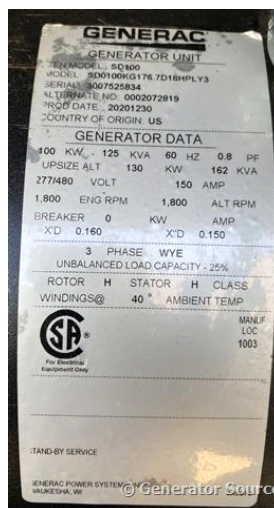 GENERAC
GENERATOR UNIT
GEN MODEL: SD100
MODEL: SD0100KG176.7D18HPLY3
SERIAL: 3007525834
ALTERNATE NO: 0002072819
PROD DATE: 20201230
COUNTRY OF ORIGIN: US
GENERATOR DATA
100 KW - 125 KVA 60 HZ 0.8 PF
UPSIZE ALT 130 KW 162 KVA
277/480 VOLT 150 AMP
1,800 ENG RPM 1,800 ALT RPM
BREAKER 0 KW AMP
X'D 0.160 X"D 0.150
3 PHASE WYE
UNBALANCED LOAD CAPACITY - 25%
ROTOR H STATOR H CLASS
WINDINGS@ 40° AMBIENT TEMP
MANUF
LOC
1003
SA
For Electrical
Equipment Only
STAND-BY SERVICE
GENERAC POWER SYSTEMS
WAUKESHA, WI
© Generator Source